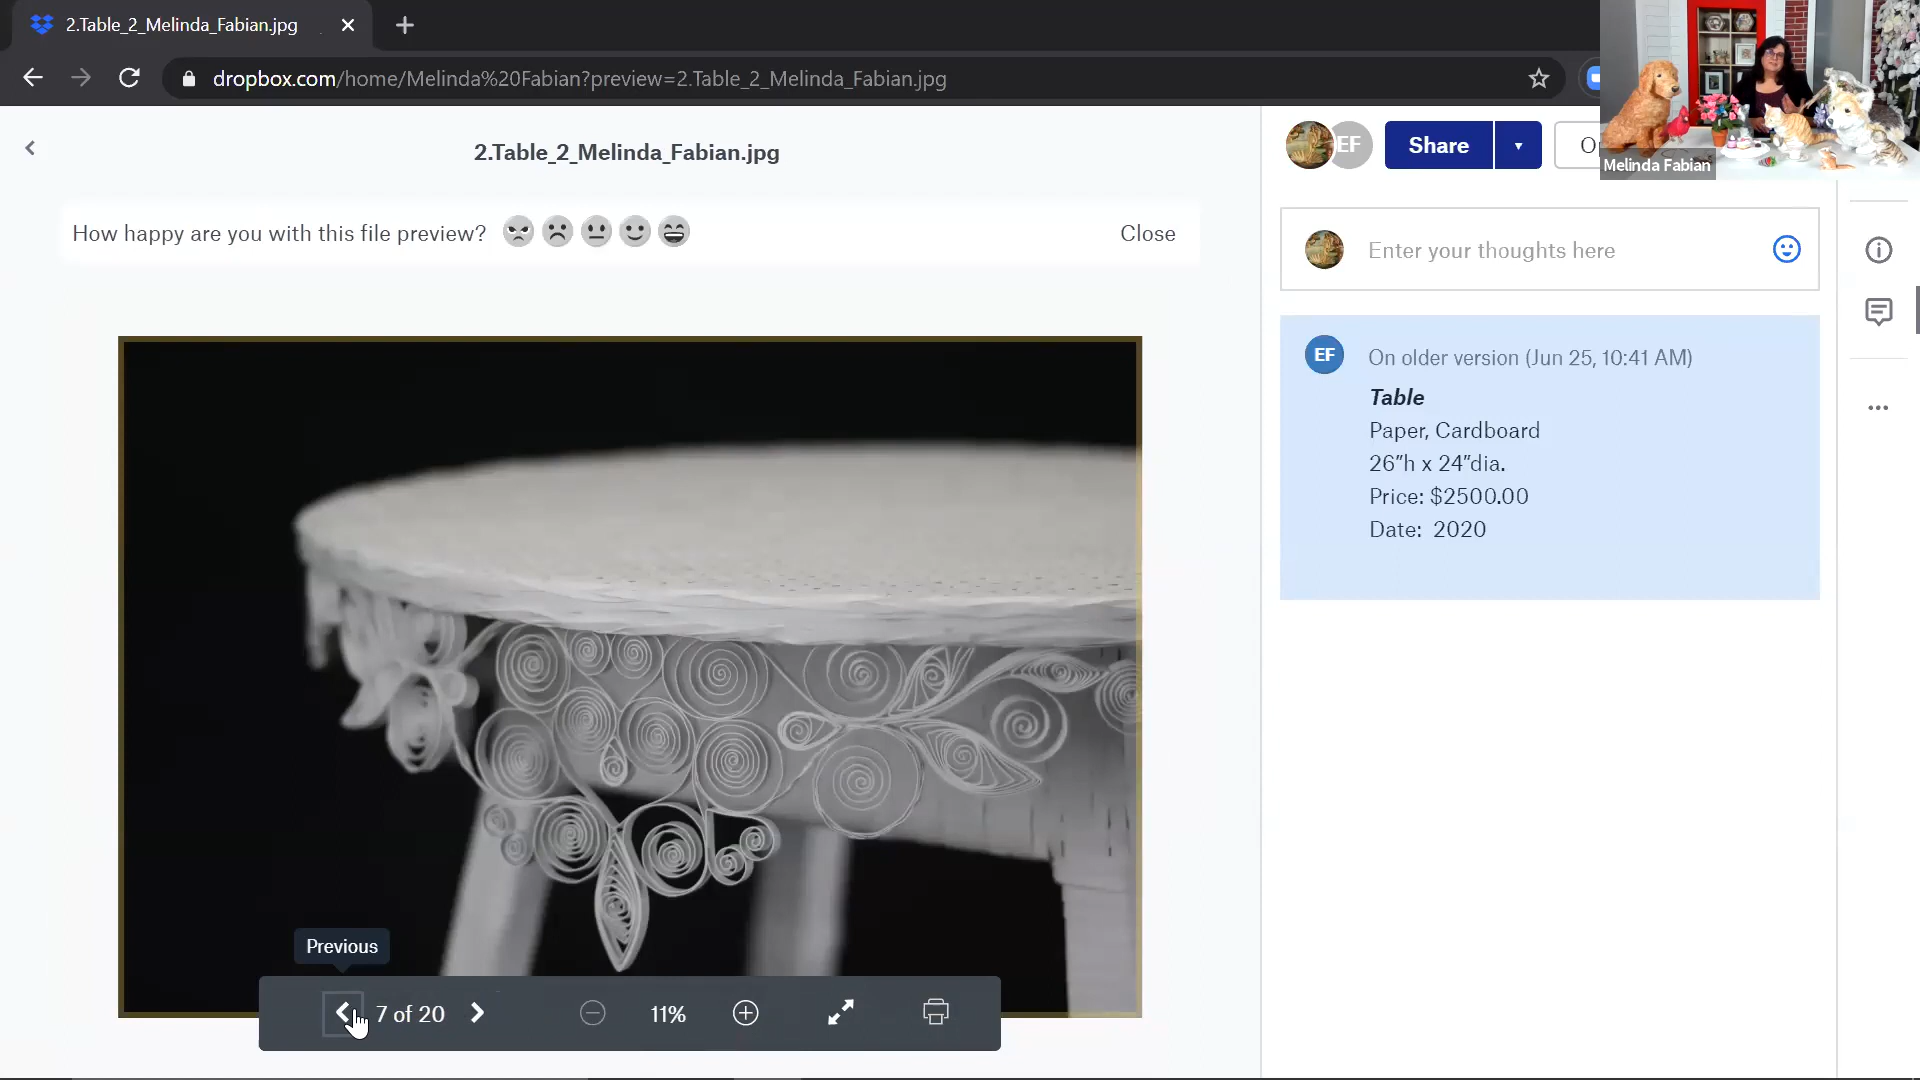 2.Table_2_Melinda_Fabian.jpg
dropbox.com/home/Melinda%20Fabian?preview=2.Table_2_Melinda_Fabian.jpg
2.Table_2_Melinda_Fabian.jpg
EF
Share
Melinda Fabian
How happy are you with this file preview?
Close
Enter your thoughts here
EF
On older version (Jun 25, 10:41 AM)
Table
Paper, Cardboard
26”h x 24”dia.
Price: $2500.00
Date: 2020
Previous
7 of 20
11%